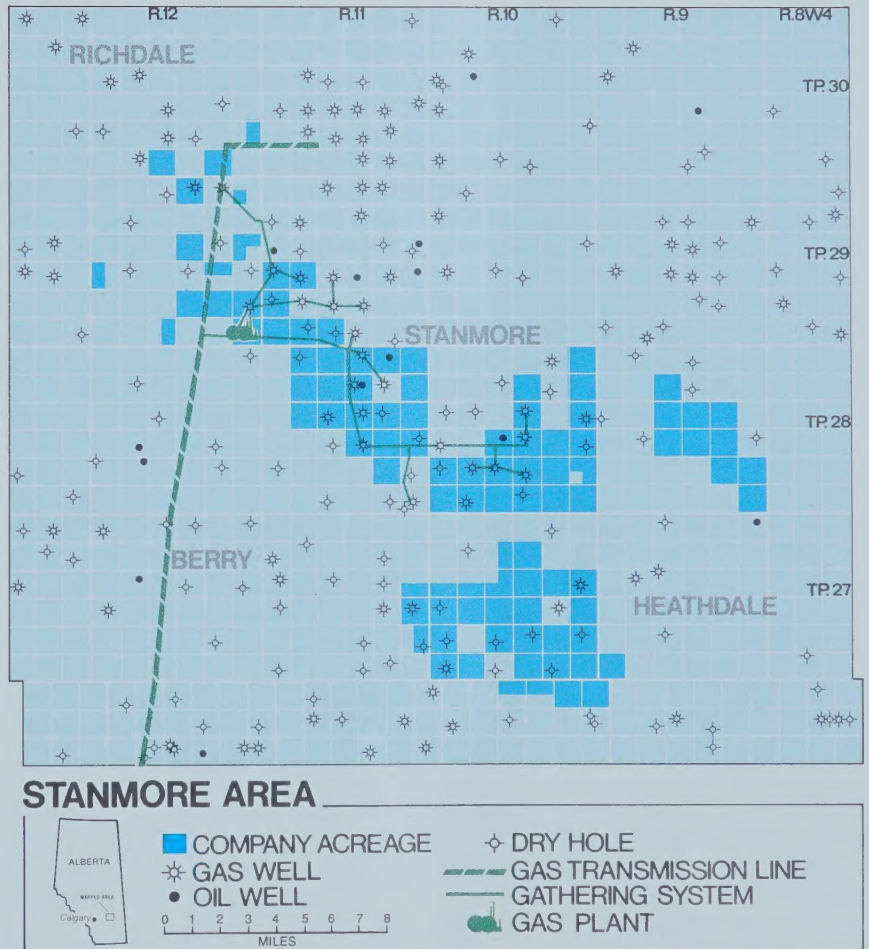 R.12 R.11 R.10 R.9 R.8W4
RICHDALE
TP.30
TP.29
STANMORE
TP.28
BERRY
TP.27
HEATHDALE
STANMORE AREA
ALBERTA
MAPPED AREA
Calgary
COMPANY ACREAGE
GAS WELL
OIL WELL
0 1 2 3 4 5 6 7 8
MILES
DRY HOLE
GAS TRANSMISSION LINE
GATHERING SYSTEM
GAS PLANT